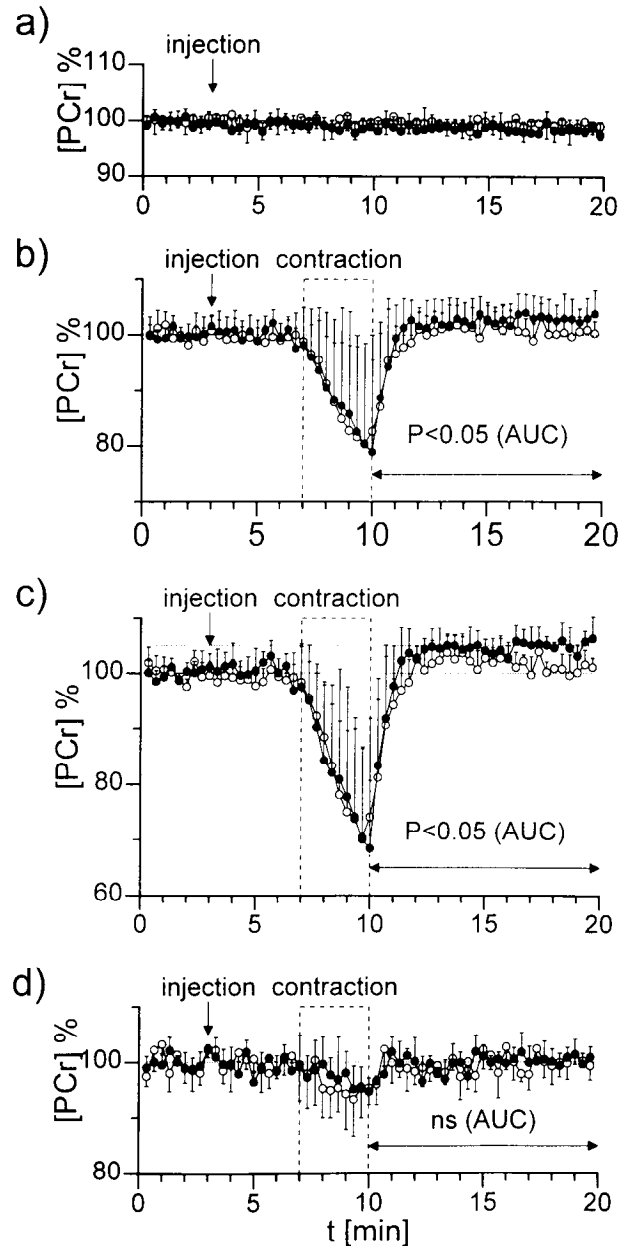 a)
injection
[PCr] %
110
100
90
0 5 10 15 20
b)
injection contraction
[PCr] %
100
80
P<0.05 (AUC)
0 5 10 15 20
c)
injection contraction
[PCr] %
100
80
60
P<0.05 (AUC)
0 5 10 15 20
d)
injection contraction
[PCr] %
100
80
ns (AUC)
0 5 10 15 20
t [min]